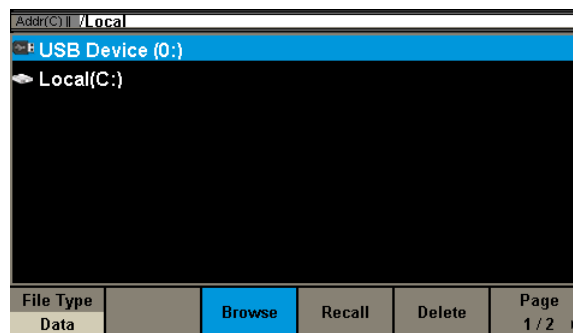 Addr(C) /Local
USB Device (0:)
Local(C:)
File Type Browse Recall Delete Page
Data 1 / 2